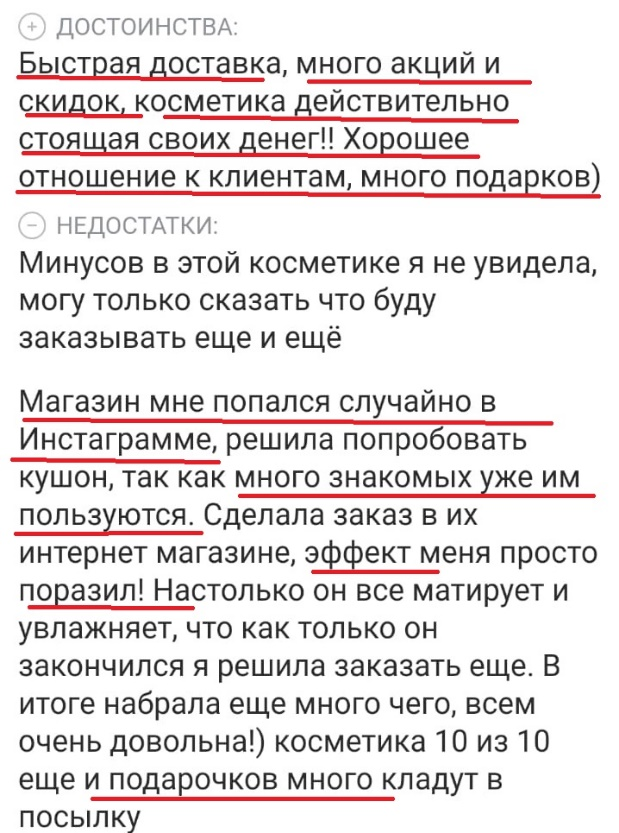 ДОСТОИНСТВА:
Быстрая доставка, много акций и
скидок, косметика действительно
стоящая своих денег!! Хорошее
отношение к клиентам, много подарков)
НЕДОСТАТКИ:
Минусов в этой косметике я не увидела,
могу только сказать что буду
заказывать еще и ещё
Магазин мне попался случайно в
Инстаграмме, решила попробовать
кушон, так как много знакомых уже им
пользуются. Сделала заказ в их
интернет магазине, эффект меня просто
поразил! Настолько он все матирует и
увлажняет, что как только он
закончился я решила заказать еще. В
итоге набрала еще много чего, всем
очень довольна!) косметика 10 из 10
еще и подарочков много кладут в
посылку